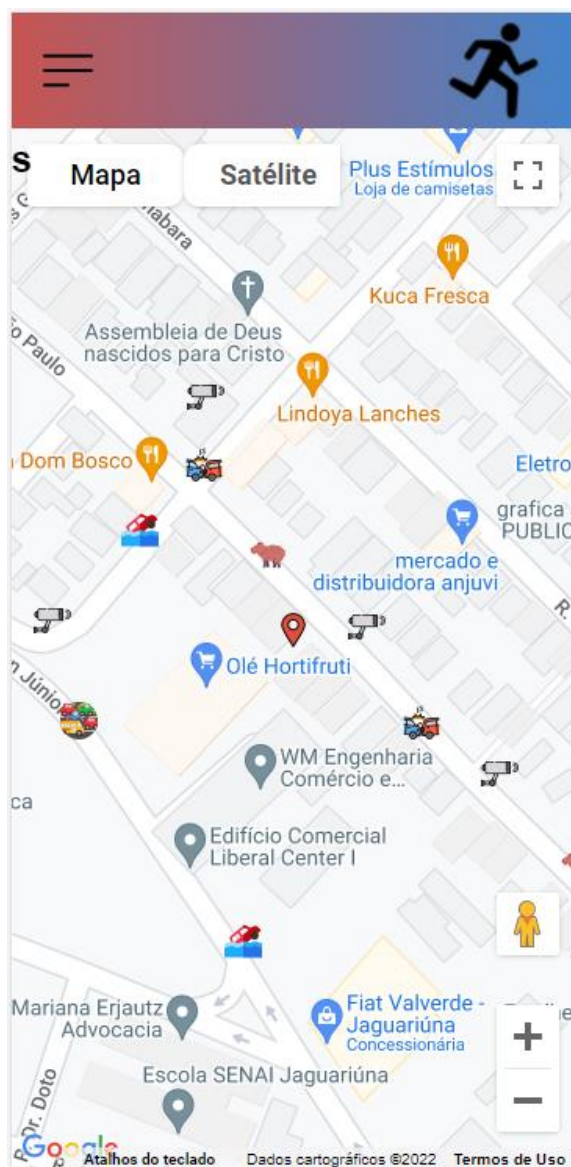 s
Mapa
Satélite
Plus Estímulos
Loja de camisetas
Kuca Fresca
Assembleia de Deus
nascidos para Cristo
Lindoya Lanches
Dom Bosco
Eletro
grafica
PUBLIC
mercado e
distribuidora anjuvi
R.
Olé Hortifruti
Júnior
WM Engenharia
Comércio e...
ca
Edifício Comercial
Liberal Center I
Mariana Erjautz
Advocacia
Fiat Valverde -
Jaguariúna
Concessionária
Escola SENAI Jaguariúna
R. Dr. Doto
Google
Atalhos do teclado
Dados cartográficos ©2022
Termos de Uso